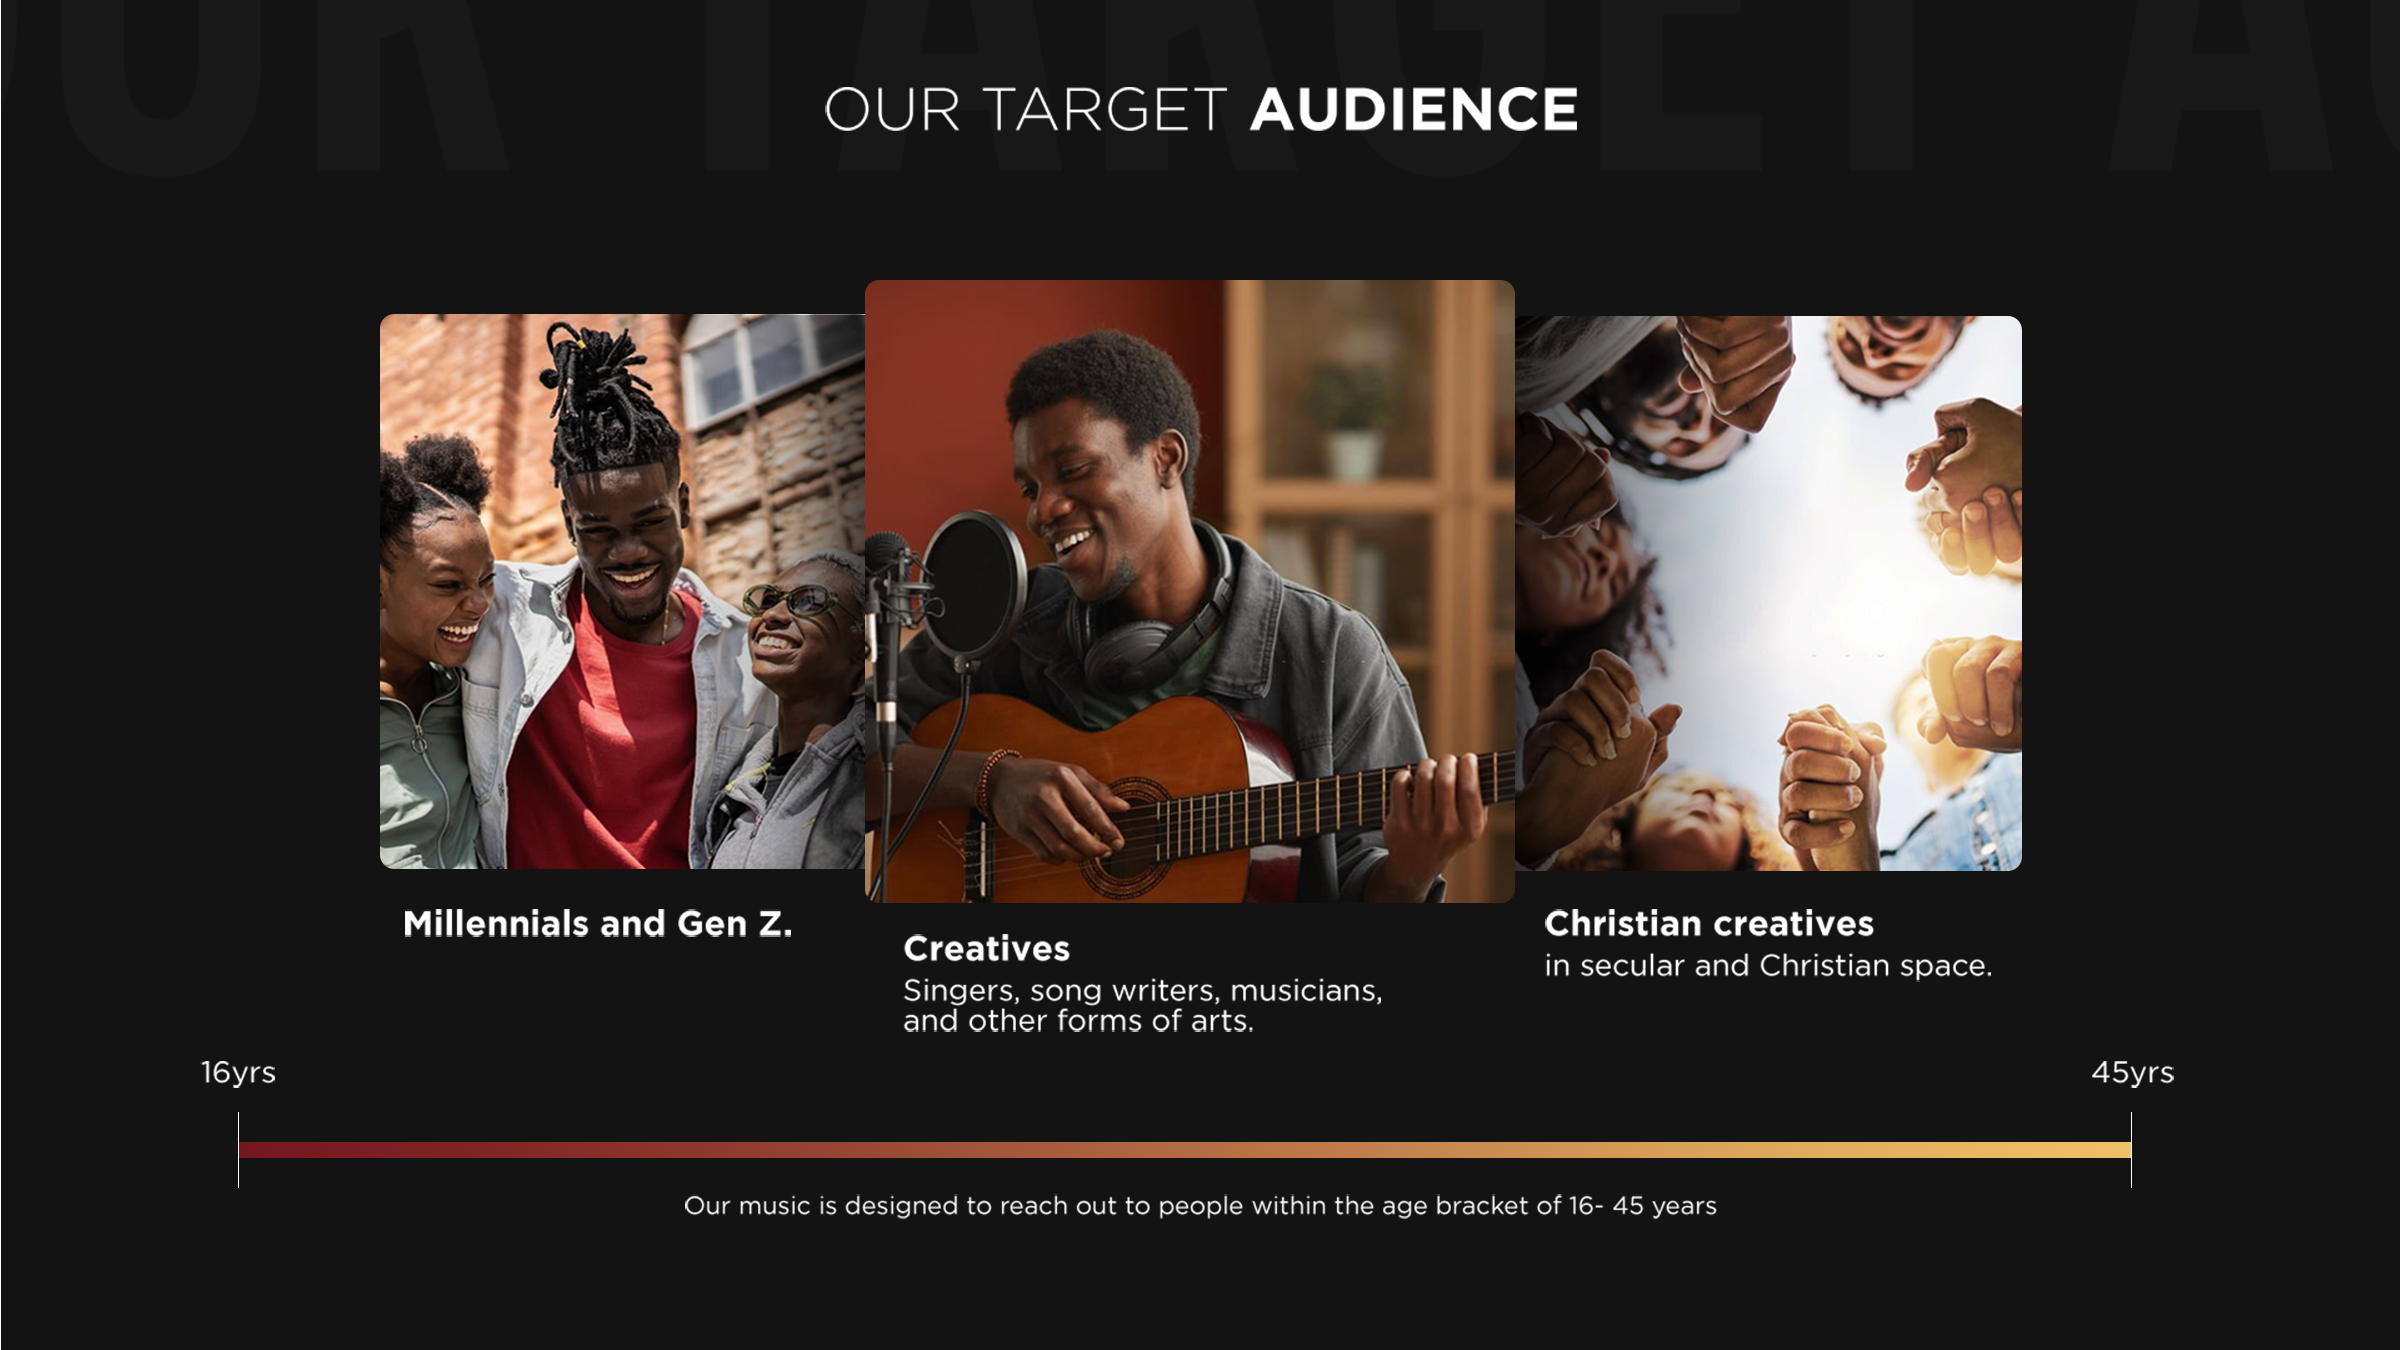 OUR TARGET AUDIENCE
Millennials and Gen Z.
Creatives
Singers, song writers, musicians,
and other forms of arts.
Christian creatives
in secular and Christian space.
16yrs
45yrs
Our music is designed to reach out to people within the age bracket of 16- 45 years